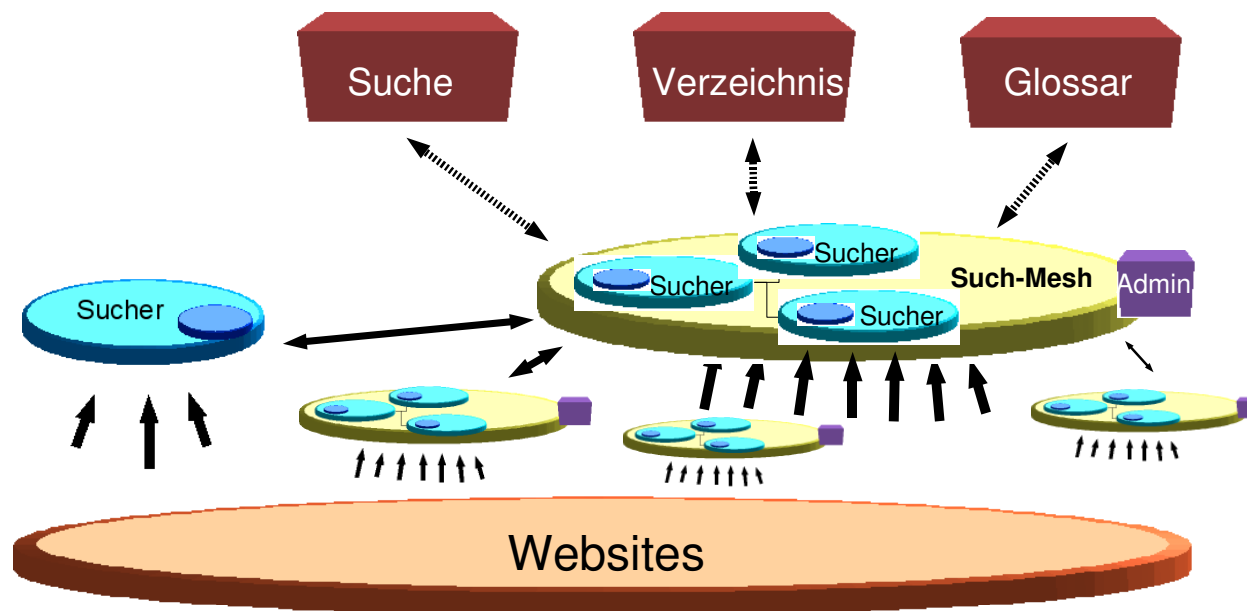 Suche
Verzeichnis
Glossar
Sucher
Such-Mesh
Admin
Sucher
Sucher
Sucher
Websites